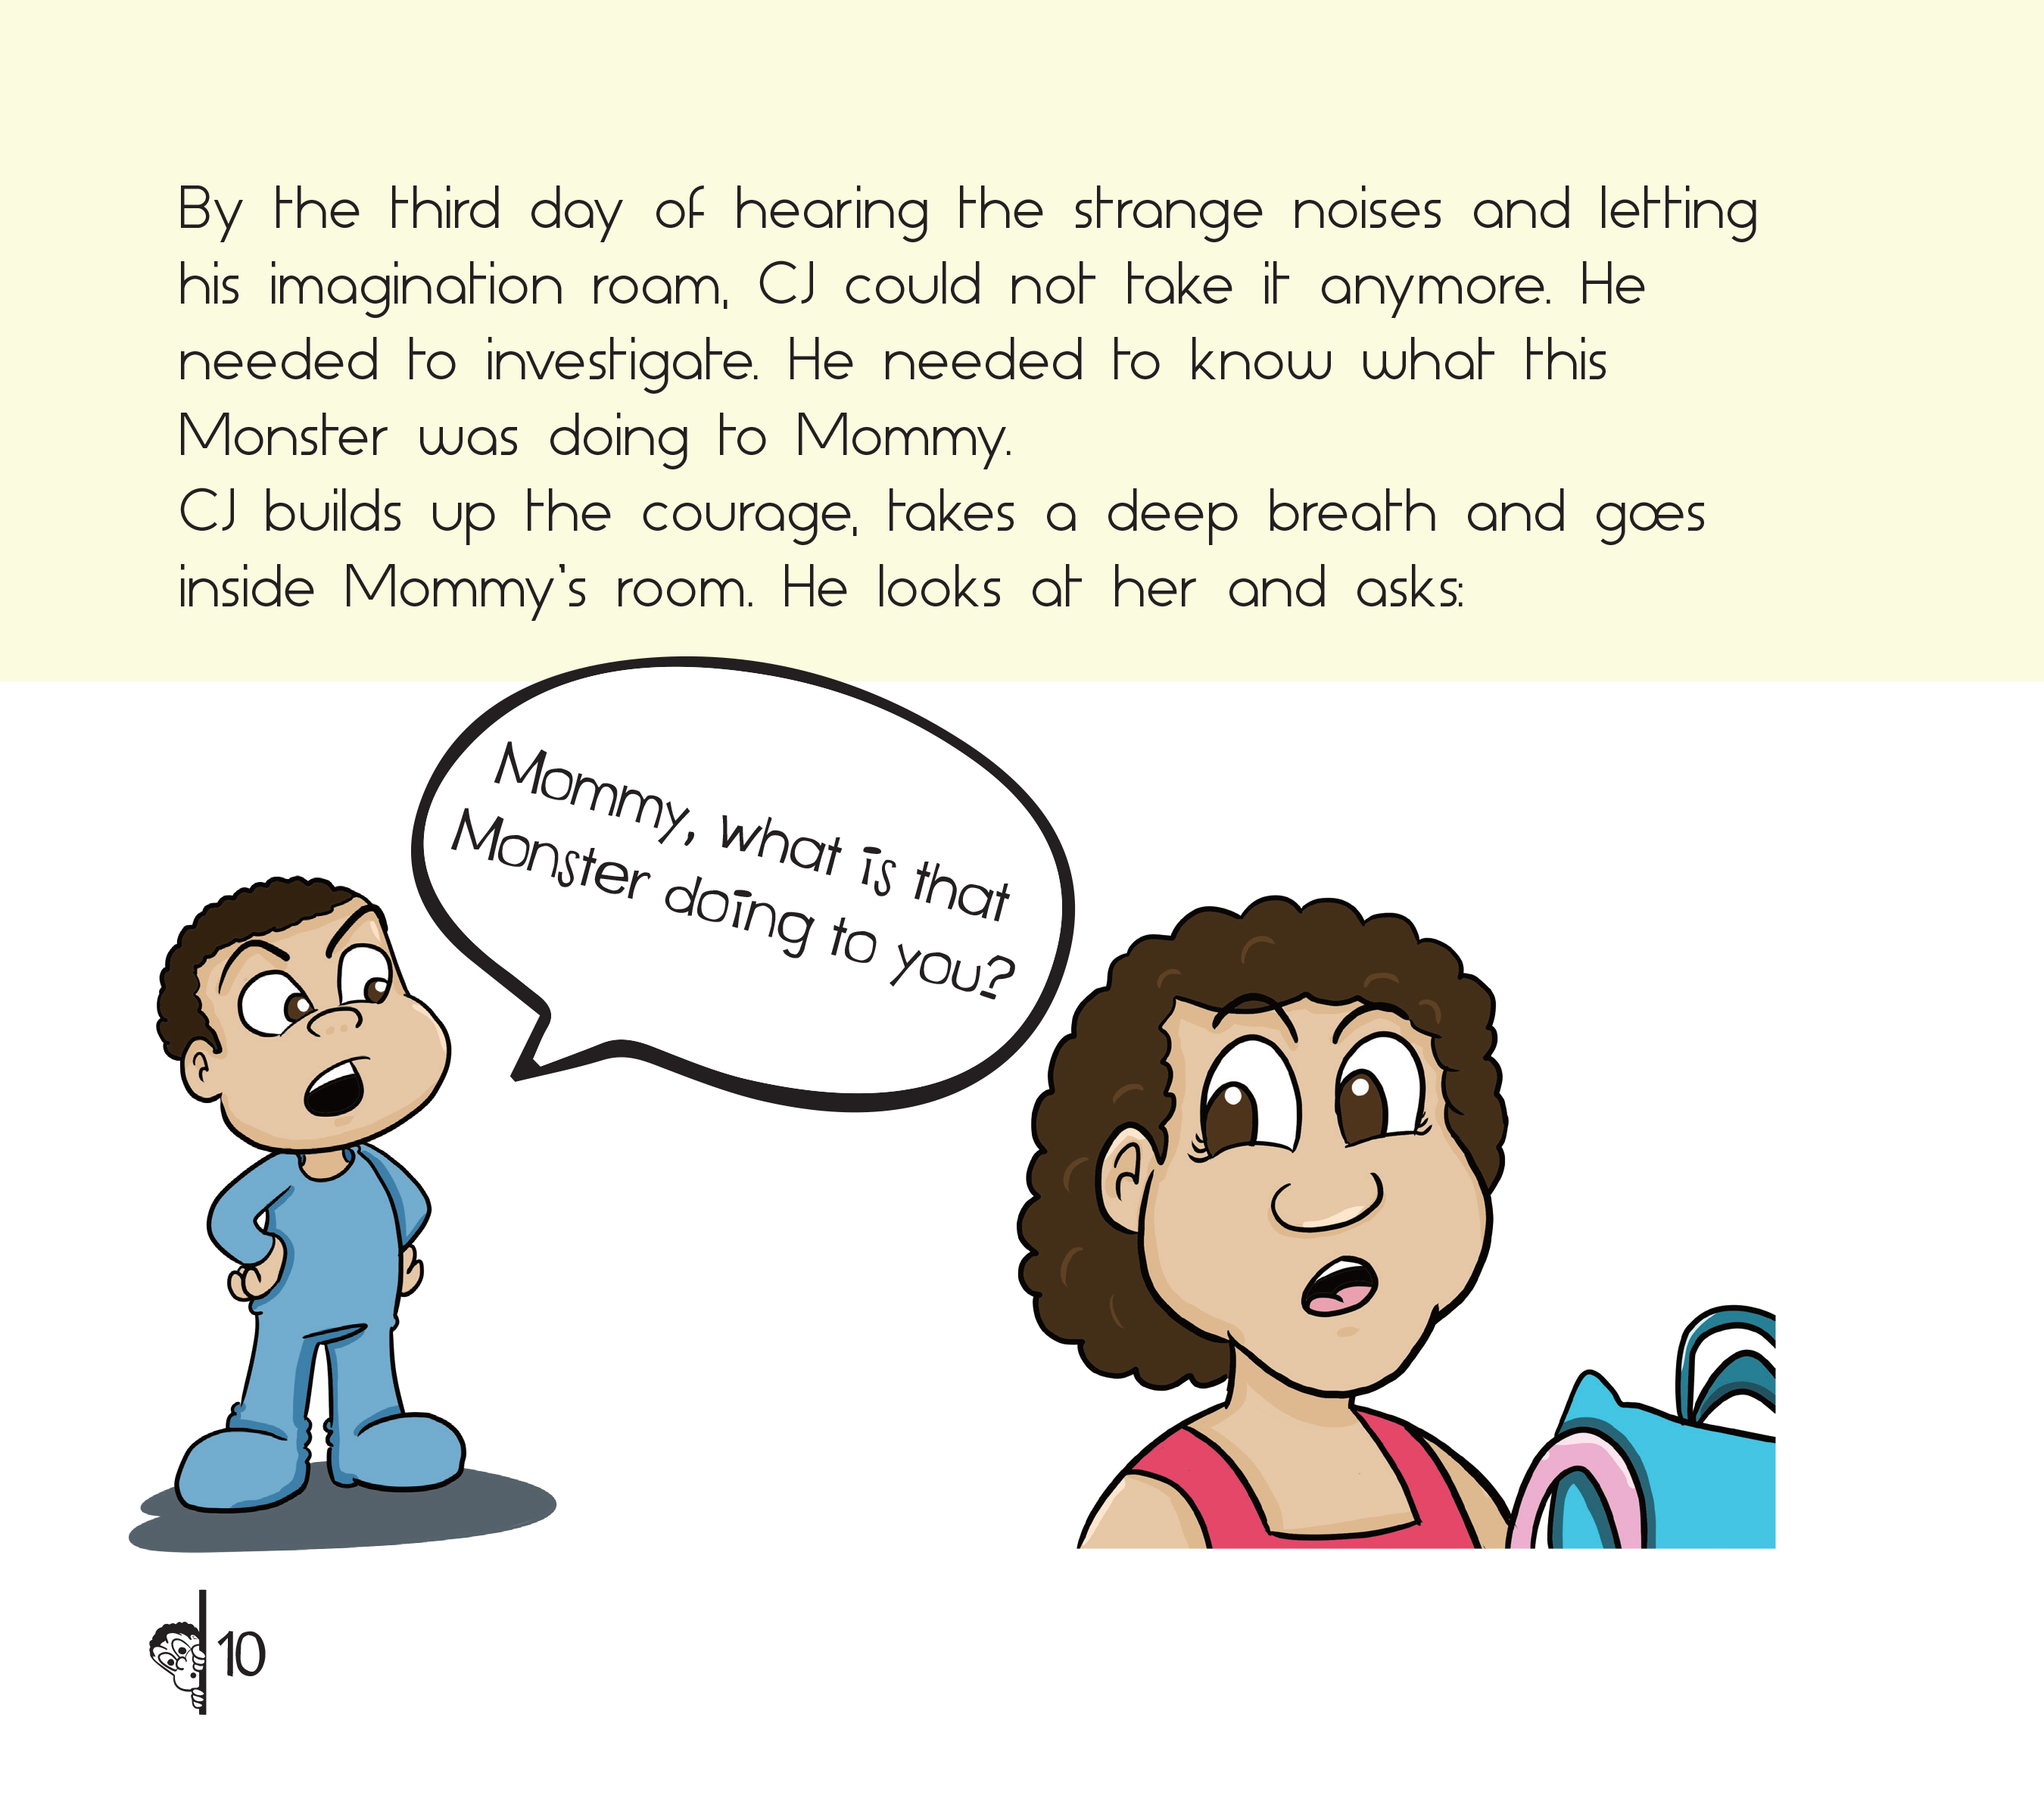 By the third day of hearing the strange noises and letting
his imagination roam, CJ could not take it anymore. He
needed to investigate. He needed to know what this
Monster was doing to Mommy.
CJ builds up the courage, takes a deep breath and gœs
inside Mommy's room. He looks at her and asks:
Mommy, what is that
Monster doing to you?
10